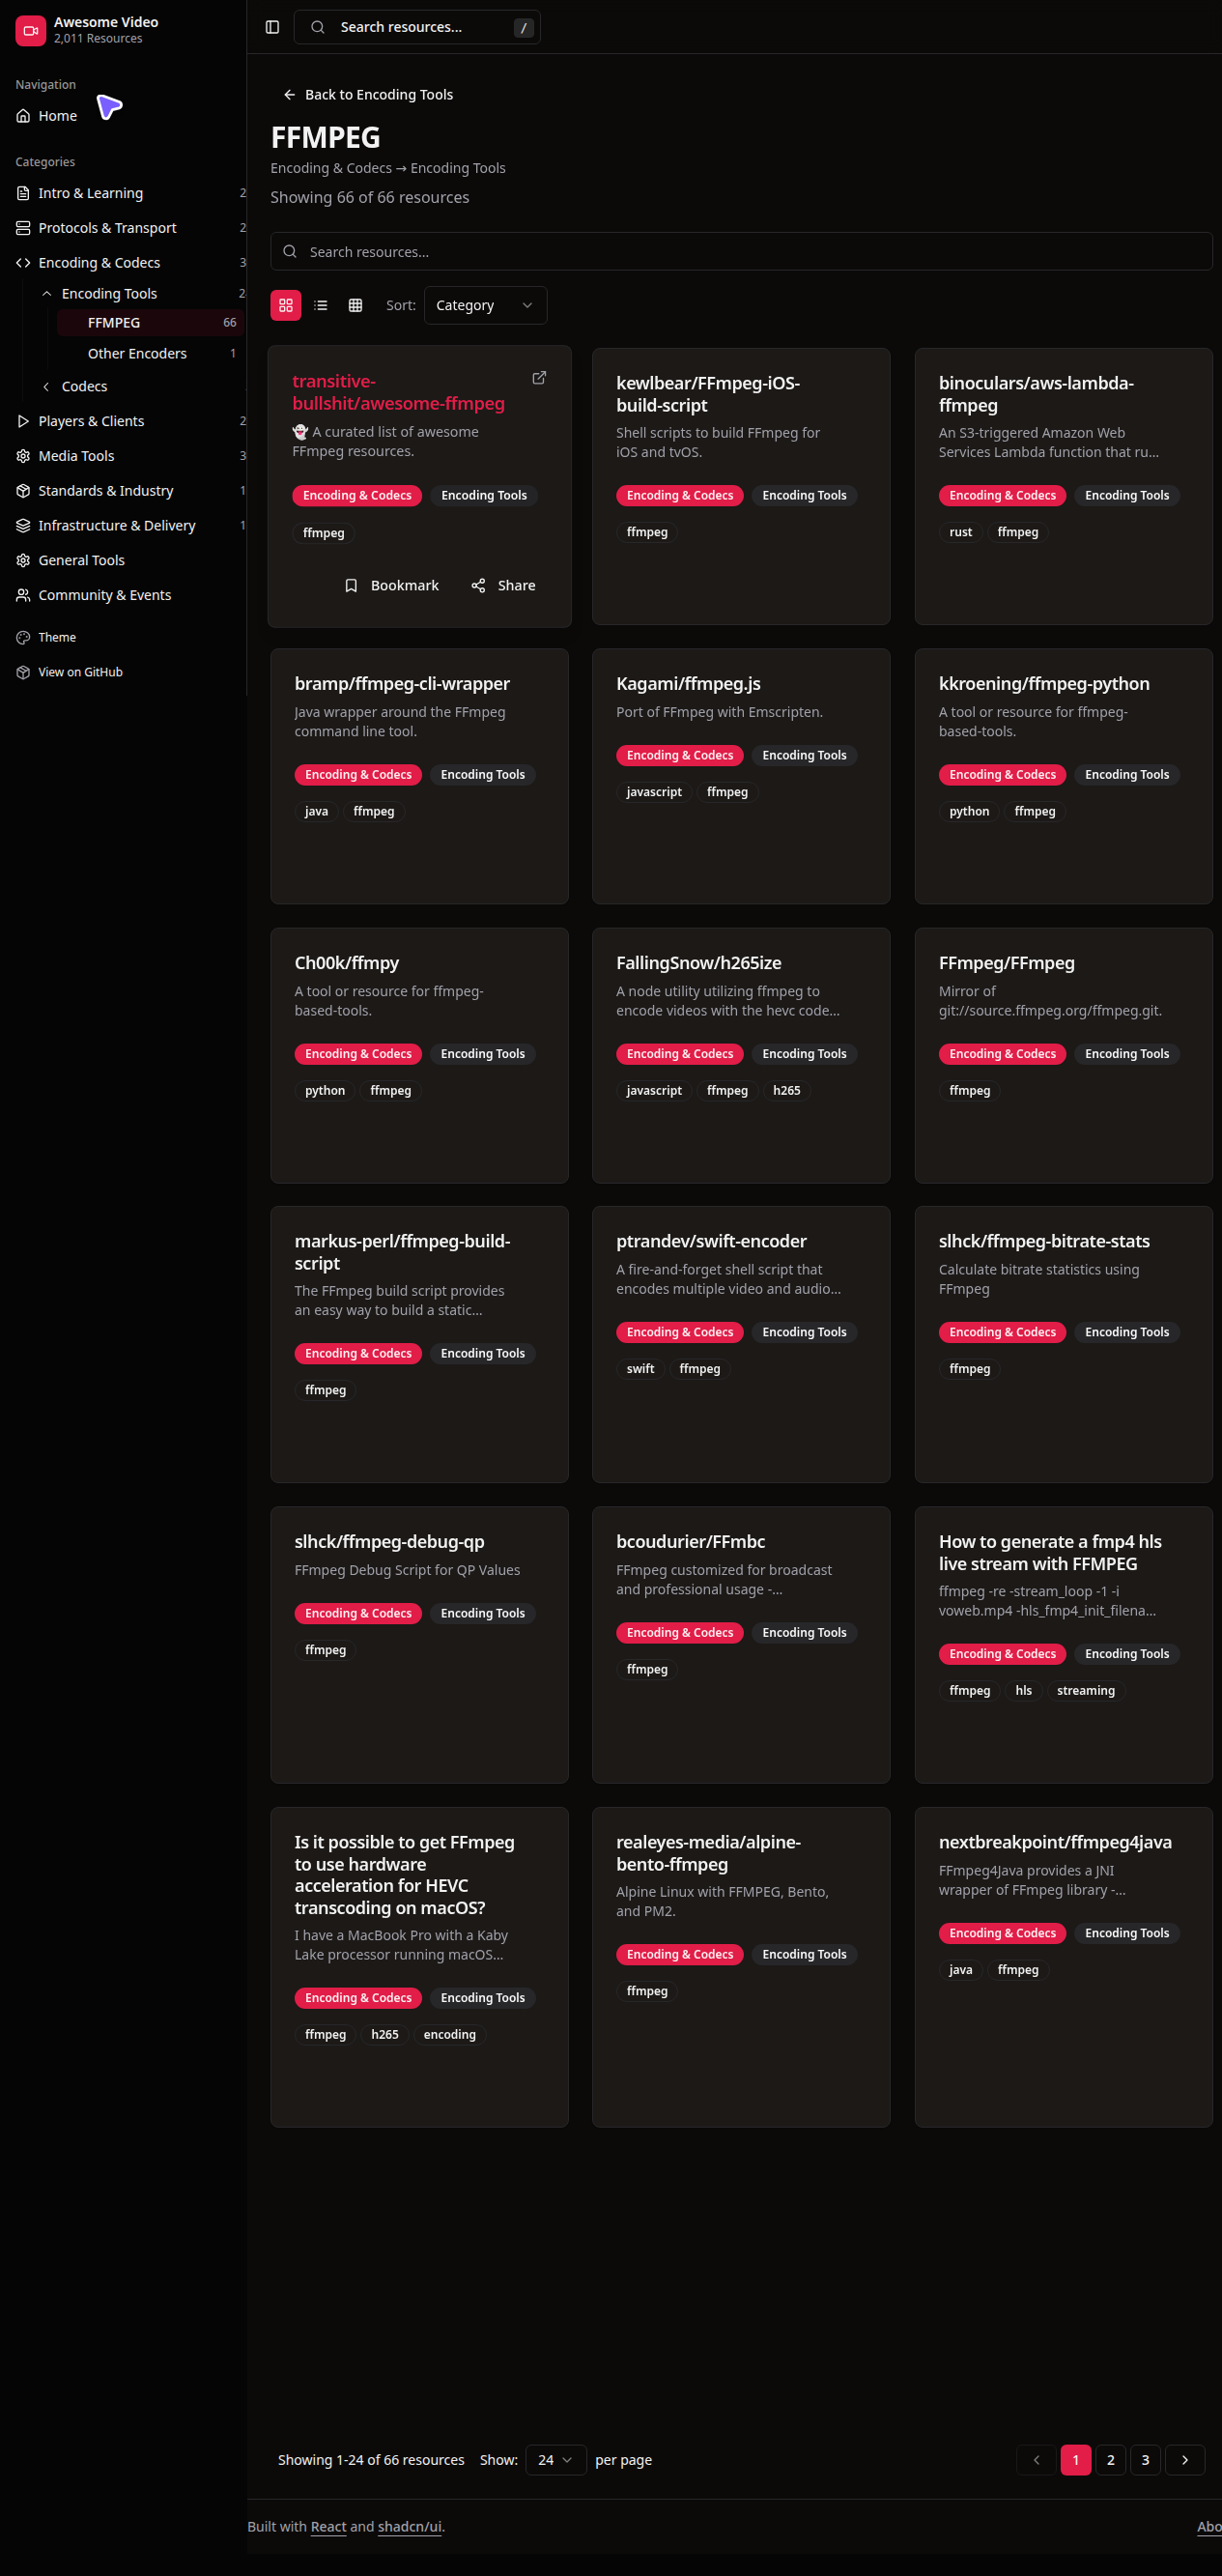 Awesome Video
2,011 Resources
Navigation
Home
Categories
Intro & Learning 2
Protocols & Transport 2
Encoding & Codecs 3
Encoding Tools 2
FFMPEG 66
Other Encoders 1
Codecs
Players & Clients 2
Media Tools 3
Standards & Industry 1
Infrastructure & Delivery 1
General Tools
Community & Events
Theme
View on GitHub
Search resources... /
Back to Encoding Tools
FFMPEG
Encoding & Codecs → Encoding Tools
Showing 66 of 66 resources
Search resources...
Sort: Category
transitive-
bullshit/awesome-ffmpeg
👻 A curated list of awesome
FFmpeg resources.
Encoding & Codecs Encoding Tools
ffmpeg
Bookmark Share
kewlbear/FFmpeg-iOS-
build-script
Shell scripts to build FFmpeg for
iOS and tvOS.
Encoding & Codecs Encoding Tools
ffmpeg
binoculars/aws-lambda-
ffmpeg
An S3-triggered Amazon Web
Services Lambda function that ru...
Encoding & Codecs Encoding Tools
rust ffmpeg
bramp/ffmpeg-cli-wrapper
Java wrapper around the FFmpeg
command line tool.
Encoding & Codecs Encoding Tools
java ffmpeg
Kagami/ffmpeg.js
Port of FFmpeg with Emscripten.
Encoding & Codecs Encoding Tools
javascript ffmpeg
kkroening/ffmpeg-python
A tool or resource for ffmpeg-
based-tools.
Encoding & Codecs Encoding Tools
python ffmpeg
Ch00k/ffmpy
A tool or resource for ffmpeg-
based-tools.
Encoding & Codecs Encoding Tools
python ffmpeg
FallingSnow/h265ize
A node utility utilizing ffmpeg to
encode videos with the hevc code...
Encoding & Codecs Encoding Tools
javascript ffmpeg h265
FFmpeg/FFmpeg
Mirror of
git://source.ffmpeg.org/ffmpeg.git.
Encoding & Codecs Encoding Tools
ffmpeg
markus-perl/ffmpeg-build-
script
The FFmpeg build script provides
an easy way to build a static...
Encoding & Codecs Encoding Tools
ffmpeg
ptrandev/swift-encoder
A fire-and-forget shell script that
encodes multiple video and audio...
Encoding & Codecs Encoding Tools
swift ffmpeg
slhck/ffmpeg-bitrate-stats
Calculate bitrate statistics using
FFmpeg
Encoding & Codecs Encoding Tools
ffmpeg
slhck/ffmpeg-debug-qp
FFmpeg Debug Script for QP Values
Encoding & Codecs Encoding Tools
ffmpeg
bcoudurier/FFmbc
FFmpeg customized for broadcast
and professional usage -...
Encoding & Codecs Encoding Tools
ffmpeg
How to generate a fmp4 hls
live stream with FFMPEG
ffmpeg -re -stream_loop -1 -i
voweb.mp4 -hls_fmp4_init_filena...
Encoding & Codecs Encoding Tools
ffmpeg hls streaming
Is it possible to get FFmpeg
to use hardware
acceleration for HEVC
transcoding on macOS?
I have a MacBook Pro with a Kaby
Lake processor running macOS...
Encoding & Codecs Encoding Tools
ffmpeg h265 encoding
realeyes-media/alpine-
bento-ffmpeg
Alpine Linux with FFMPEG, Bento,
and PM2.
Encoding & Codecs Encoding Tools
ffmpeg
nextbreakpoint/ffmpeg4java
FFmpeg4Java provides a JNI
wrapper of FFmpeg library -...
Encoding & Codecs Encoding Tools
java ffmpeg
Showing 1-24 of 66 resources Show: 24 per page
1 2 3
Built with React and shadcn/ui.
Abo